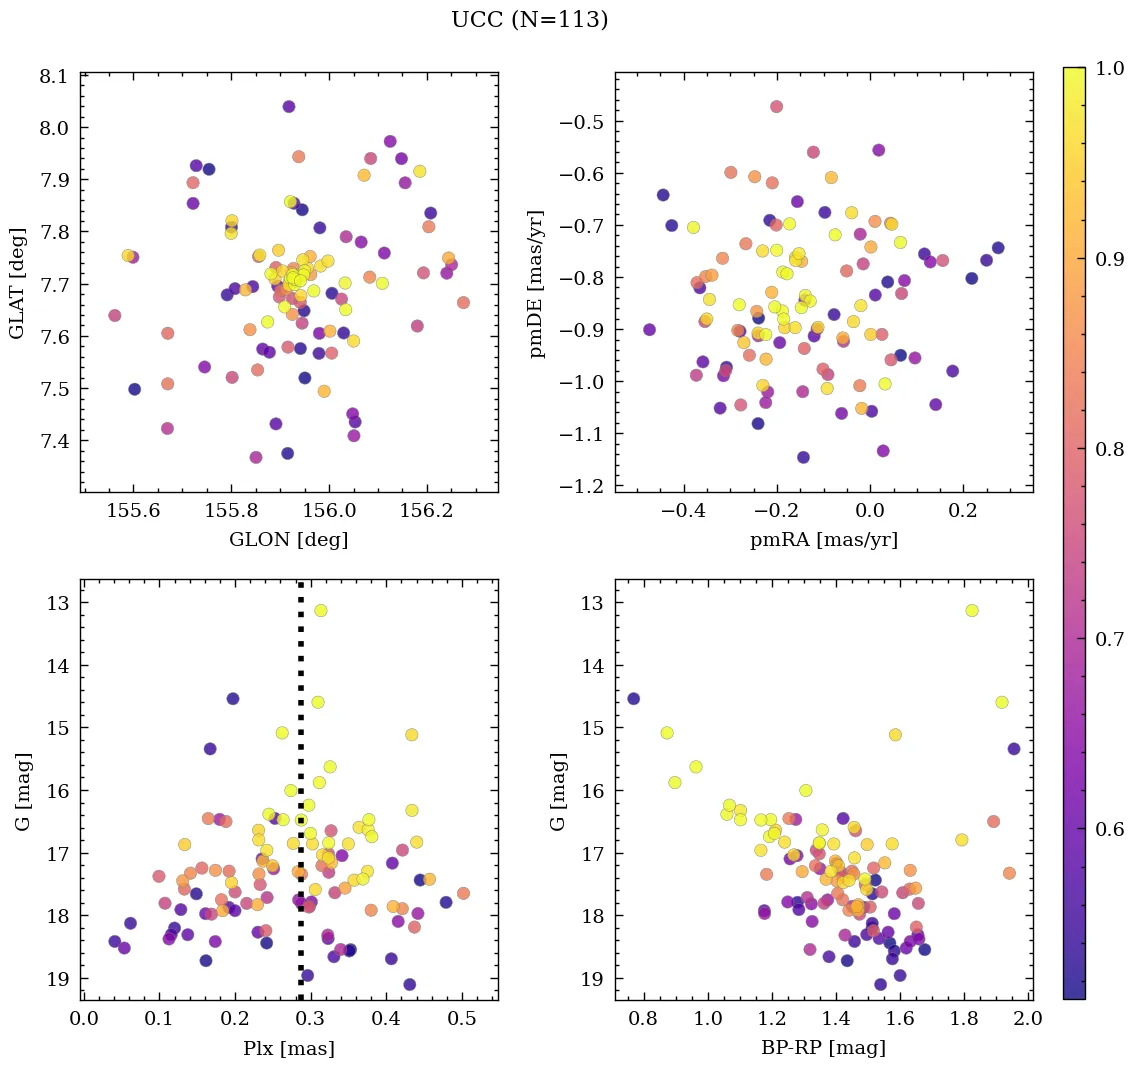 UCC (N=113)
8.1
8.0
7.9
7.8
7.7
7.6
7.5
7.4
GLAT [deg]
155.6 155.8 156.0 156.2
GLON [deg]
−0.5
−0.6
−0.7
−0.8
−0.9
−1.0
−1.1
−1.2
pmDE [mas/yr]
−0.4 −0.2 0.0 0.2
pmRA [mas/yr]
1.0
0.9
0.8
0.7
0.6
13
14
15
16
17
18
19
G [mag]
0.0 0.1 0.2 0.3 0.4 0.5
Plx [mas]
13
14
15
16
17
18
19
G [mag]
0.8 1.0 1.2 1.4 1.6 1.8 2.0
BP-RP [mag]